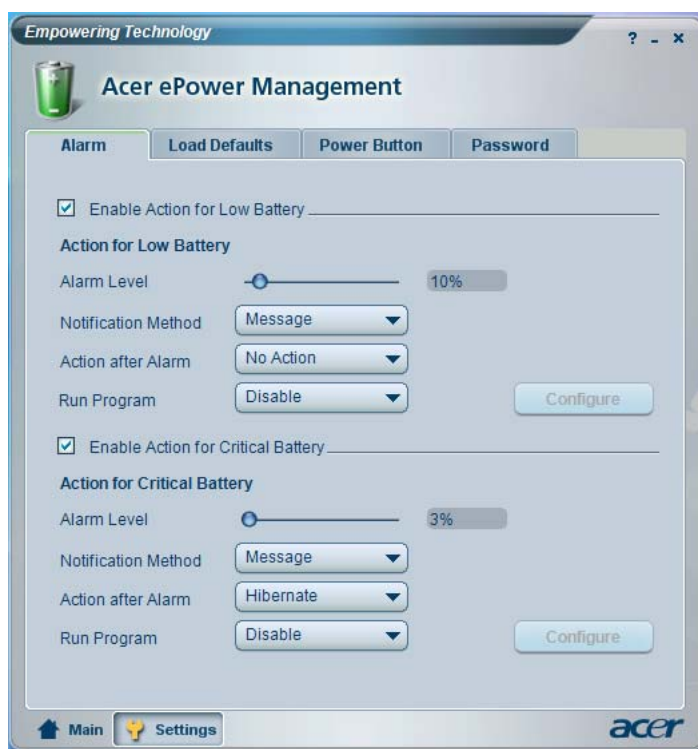 Empowering Technology
? - x
Acer ePower Management
Alarm Load Defaults Power Button Password
Enable Action for Low Battery
Action for Low Battery
Alarm Level 10%
Notification Method Message
Action after Alarm No Action
Run Program Disable Configure
Enable Action for Critical Battery
Action for Critical Battery
Alarm Level 3%
Notification Method Message
Action after Alarm Hibernate
Run Program Disable Configure
Main Settings acer